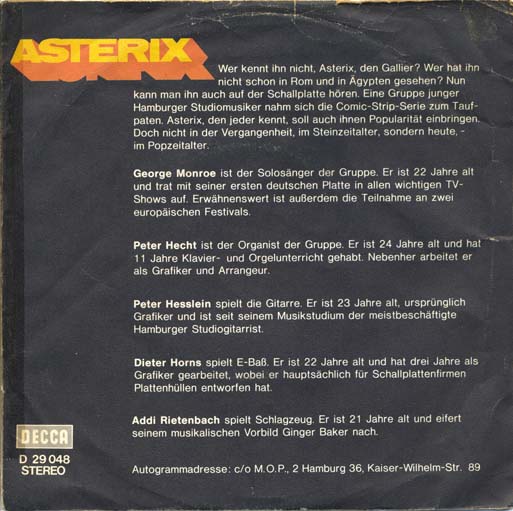 ASTERIX
Wer kennt ihn nicht, Asterix, den Gallier? Wer hat ihn
nicht schon in Rom und in Ägypten gesehen? Nun
kann man ihn auch auf der Schallplatte hören. Eine Gruppe junger
Hamburger Studiomusiker nahm sich die Comic-Strip-Serie zum Tauf-
paten. Asterix, den jeder kennt, soll auch ihnen Popularität einbringen.
Doch nicht in der Vergangenheit, im Steinzeitalter, sondern heute, -
im Popzeitalter.
George Monroe ist der Solosänger der Gruppe. Er ist 22 Jahre alt
und trat mit seiner ersten deutschen Platte in allen wichtigen TV-
Shows auf. Erwähnenswert ist außerdem die Teilnahme an zwei
europäischen Festivals.
Peter Hecht ist der Organist der Gruppe. Er ist 24 Jahre alt und hat
11 Jahre Klavier- und Orgelunterricht gehabt. Nebenher arbeitet er
als Grafiker und Arrangeur.
Peter Hesslein spielt die Gitarre. Er ist 23 Jahre alt, ursprünglich
Grafiker und ist seit seinem Musikstudium der meistbeschäftigte
Hamburger Studiogitarrist.
Dieter Horns spielt E-Baß. Er ist 22 Jahre alt und hat drei Jahre als
Grafiker gearbeitet, wobei er hauptsächlich für Schallplattenfirmen
Plattenhüllen entworfen hat.
Addi Rietenbach spielt Schlagzeug. Er ist 21 Jahre alt und eifert
seinem musikalischen Vorbild Ginger Baker nach.
Autogrammadresse: c/o M.O.P., 2 Hamburg 36, Kaiser-Wilhelm-Str. 89
DECCA
D 29 048
STEREO